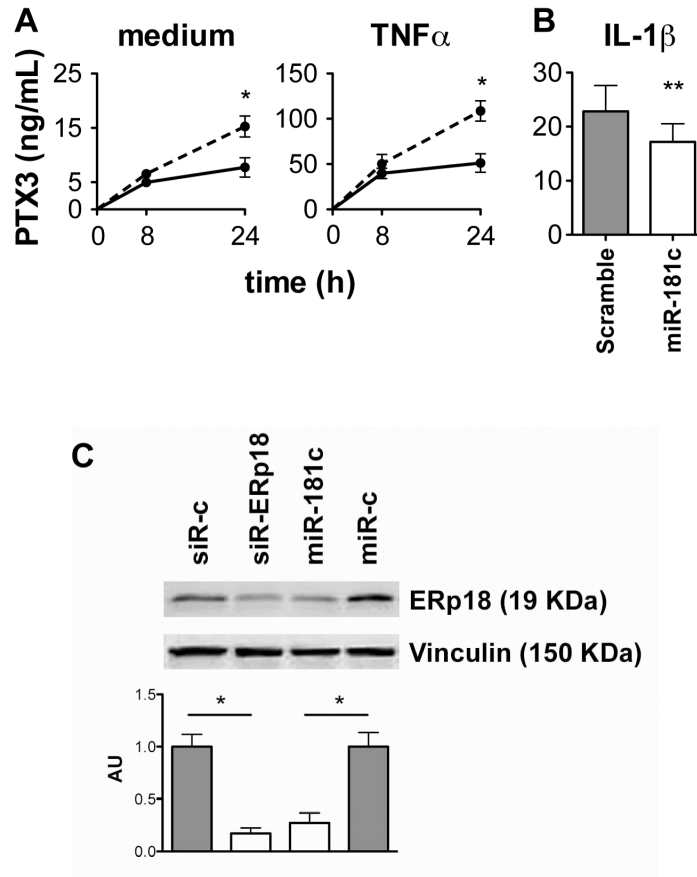 A
medium
TNFα
PTX3 (ng/mL)
25
15
5
0
*
0
8
24
150
100
50
0
*
0
8
24
time (h)
B
IL-1β
30
20
10
0
**
Scramble
miR-181c
C
siR-c
siR-ERp18
miR-181c
miR-c
ERp18 (19 KDa)
Vinculin (150 KDa)
AU
1.5
1.0
0.5
0.0
*
*